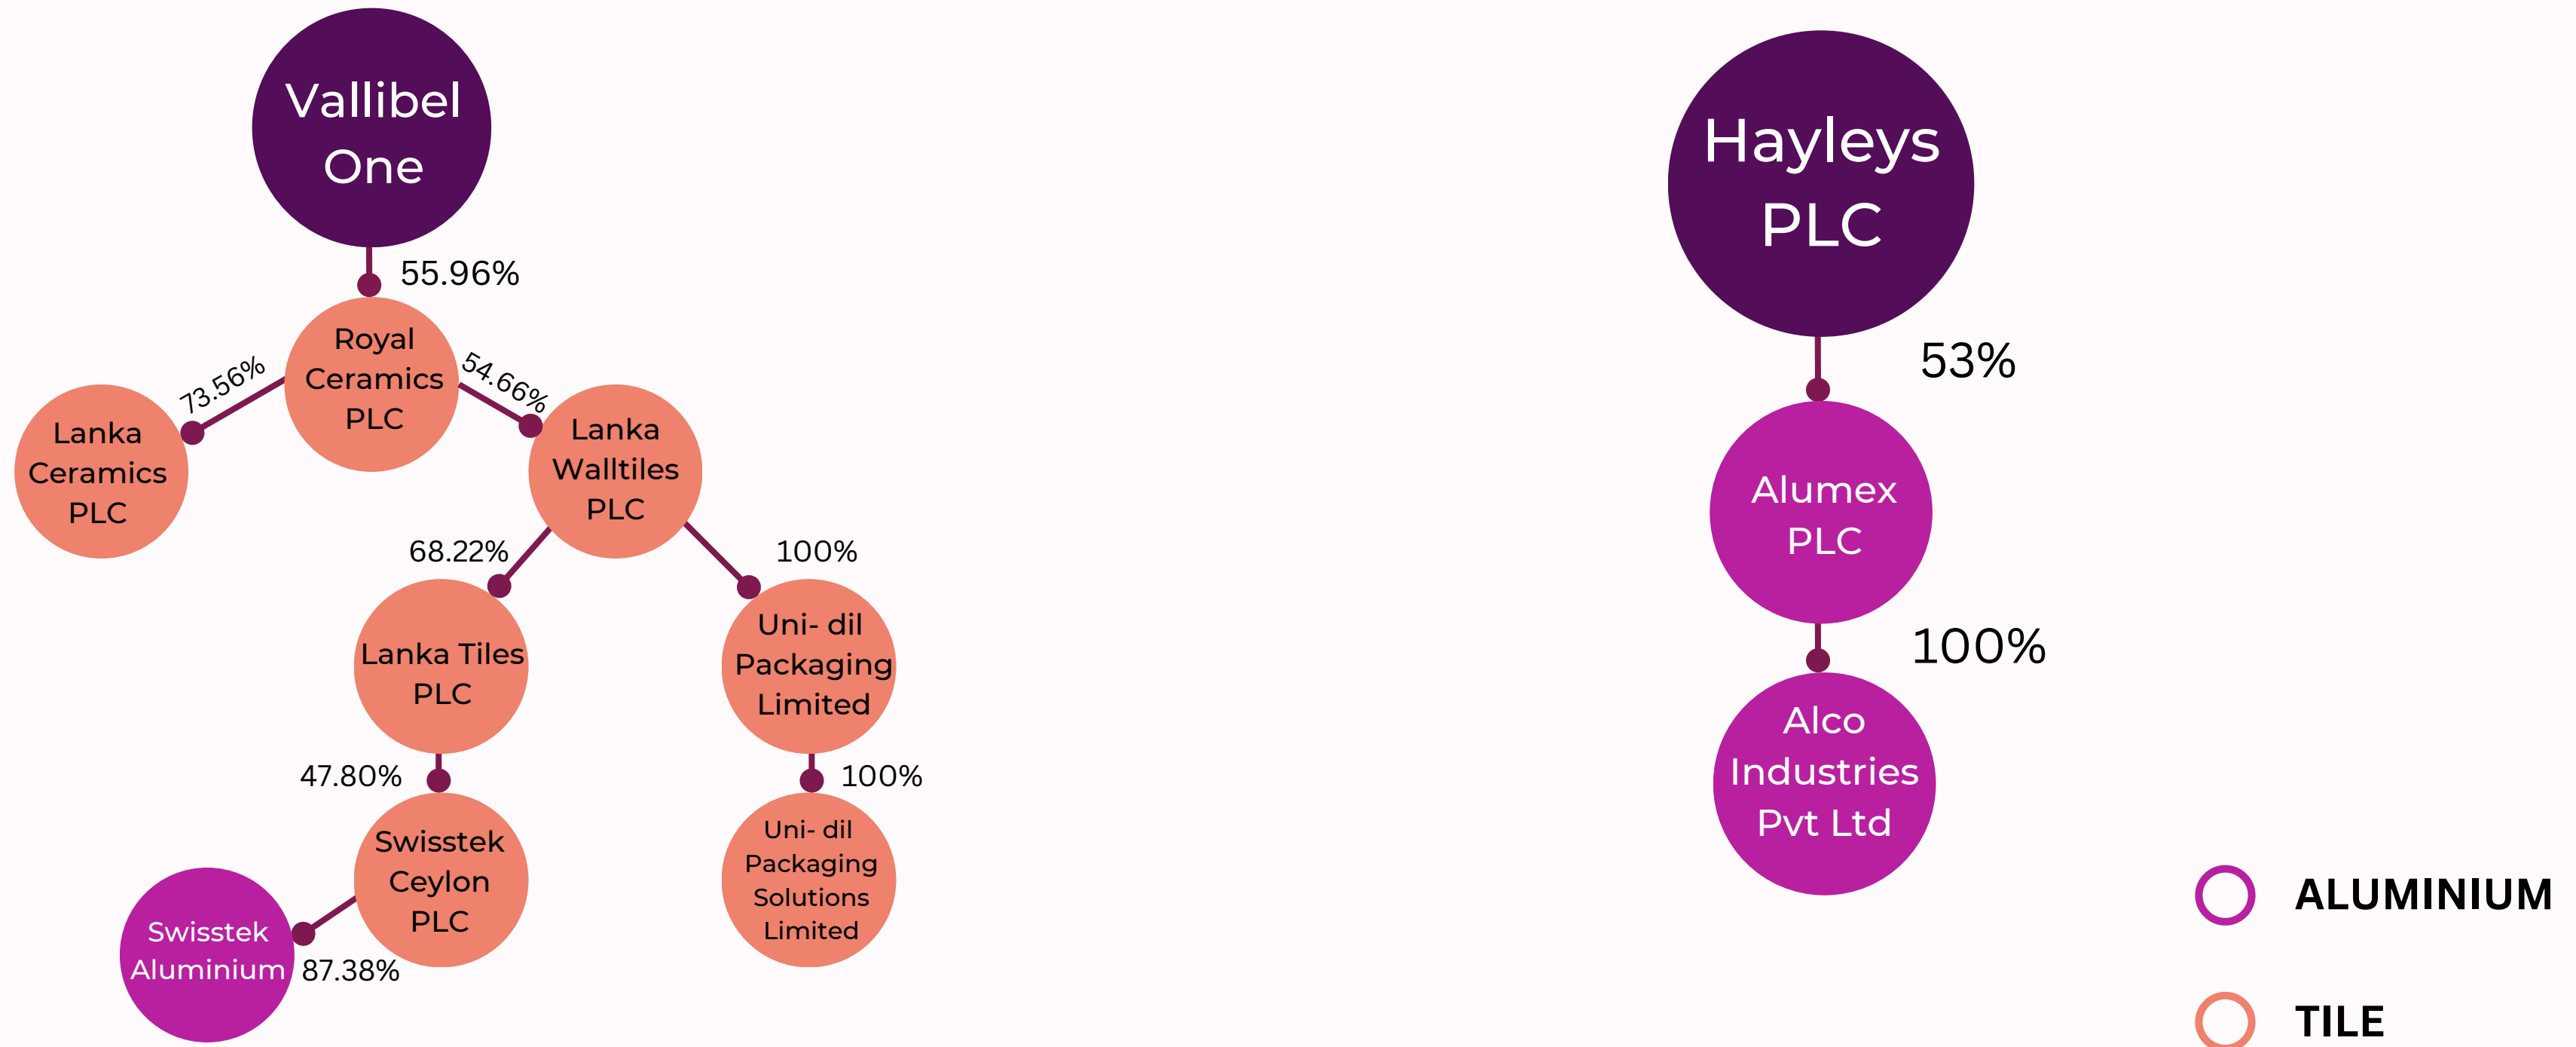 Vallibel
One
55.96%
Royal
Ceramics
PLC
73.56%
54.66%
Lanka
Ceramics
PLC
Lanka
Walltiles
PLC
68.22%
100%
Lanka Tiles
PLC
Uni- dil
Packaging
Limited
47.80%
100%
Swisstek
Ceylon
PLC
Uni- dil
Packaging
Solutions
Limited
Swisstek
Aluminium
87.38%
Hayleys
PLC
53%
Alumex
PLC
100%
Alco
Industries
Pvt Ltd
ALUMINIUM
TILE